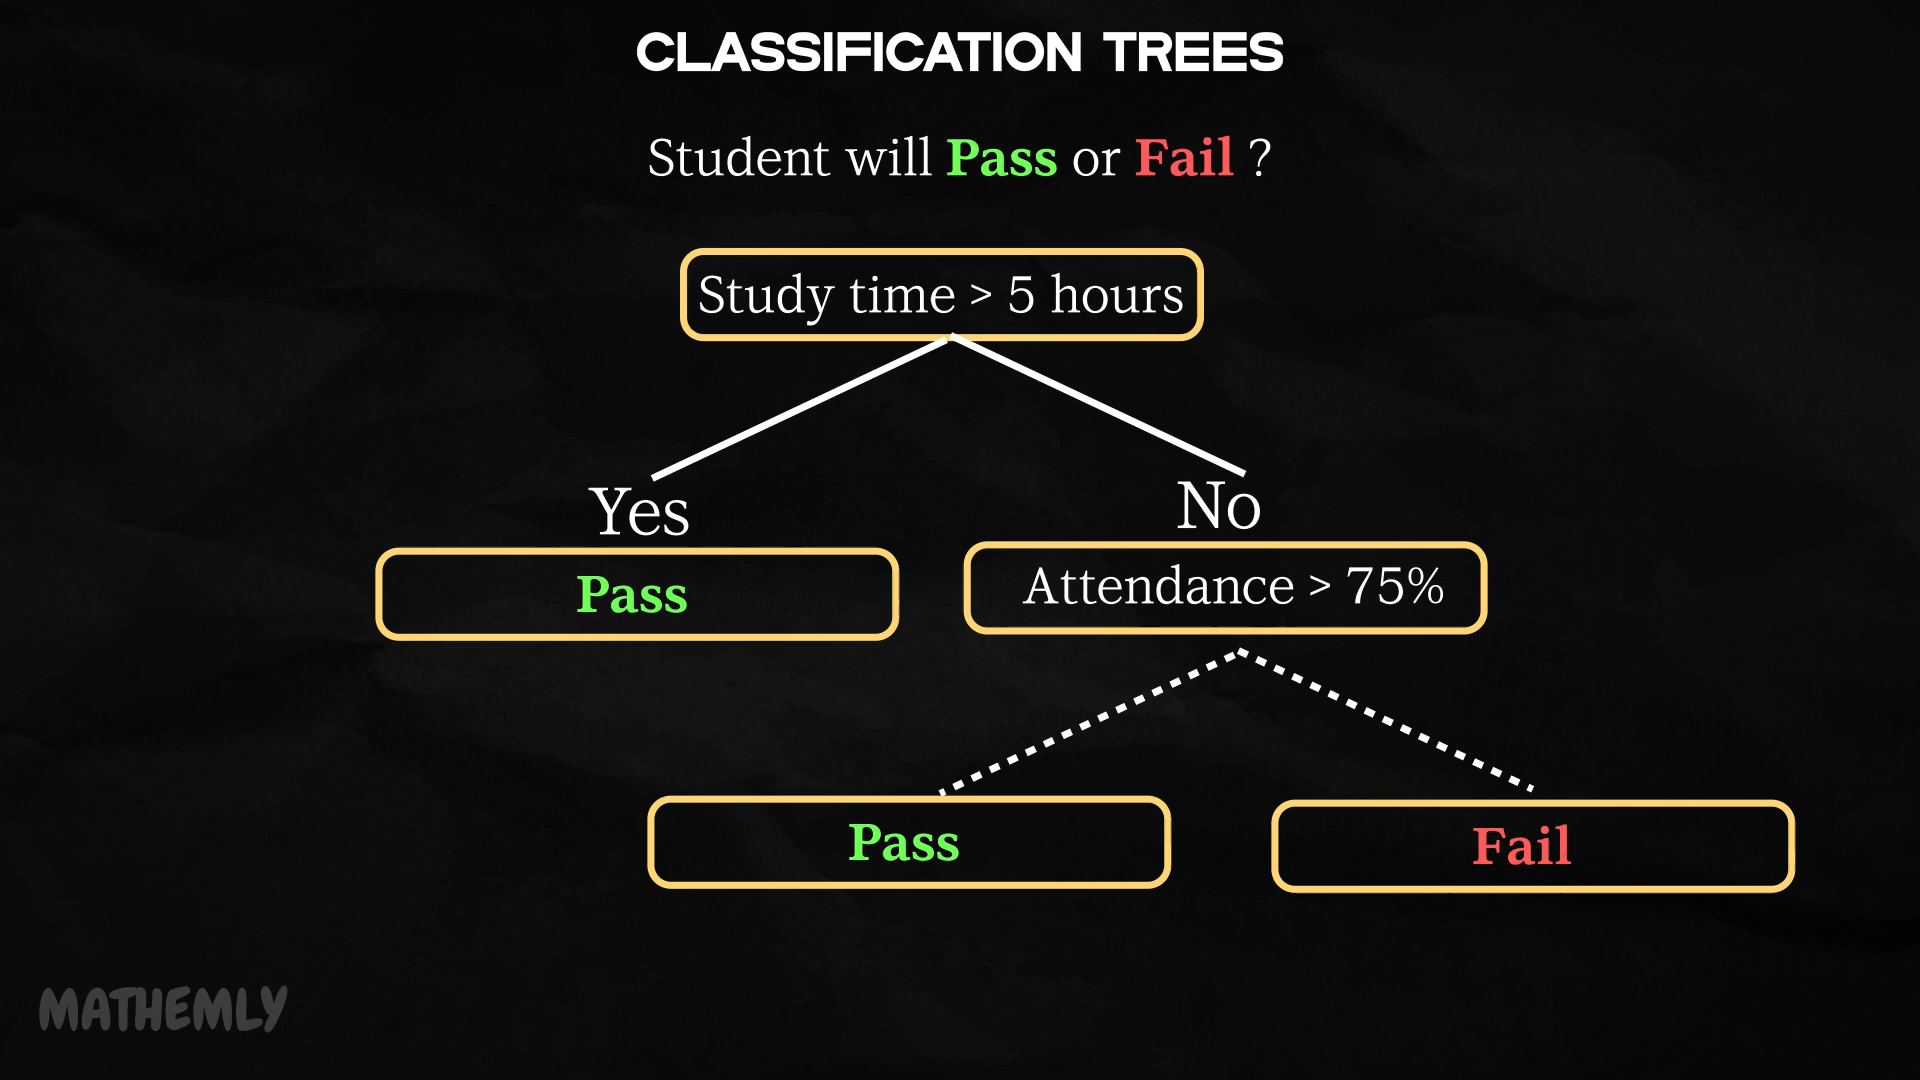 CLASSIFICATION TREES
Student will Pass or Fail ?
Study time > 5 hours
Yes
No
Pass
Attendance > 75%
Pass
Fail
MATHEMLY